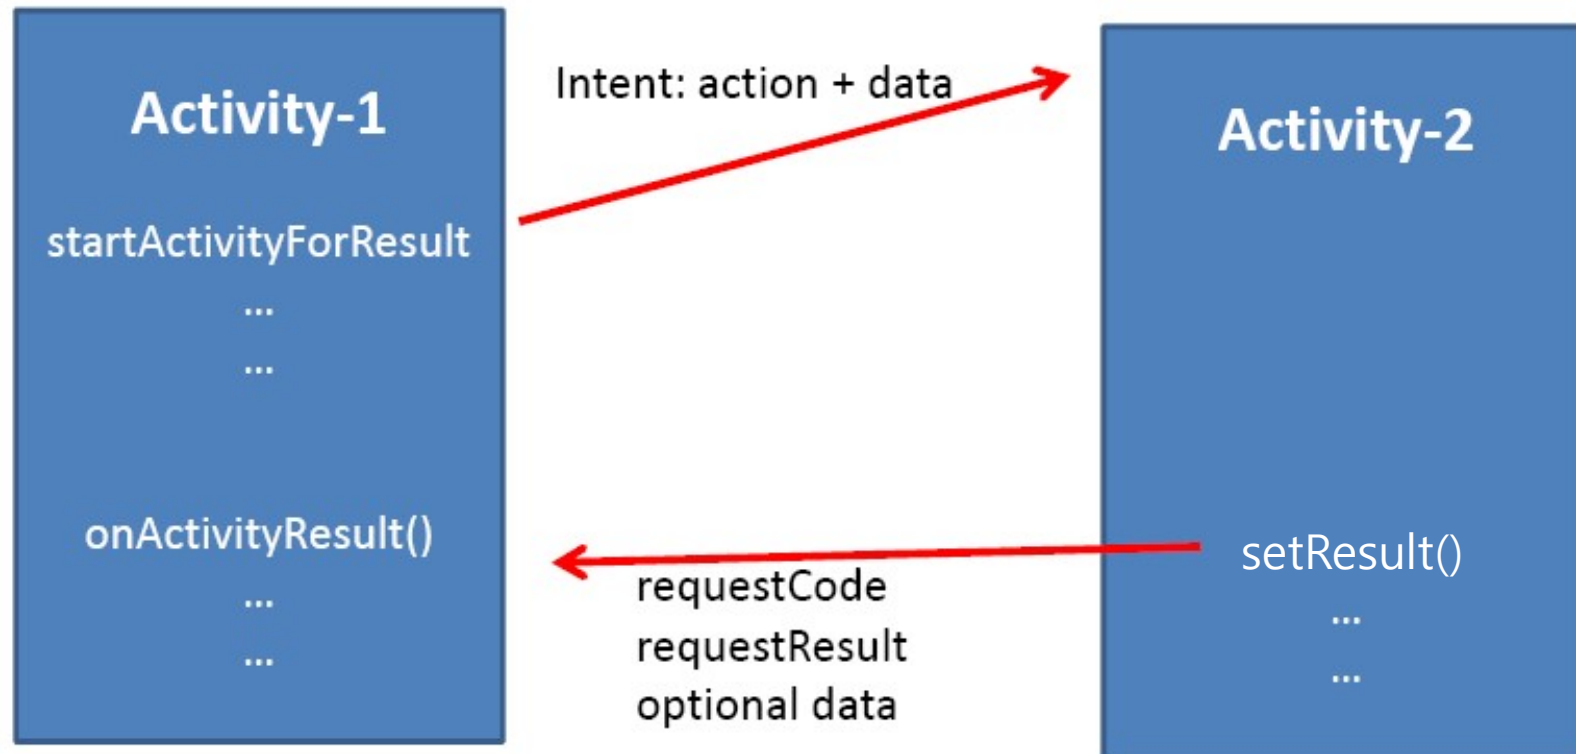 Activity-1
startActivityForResult
...
...
onActivityResult()
...
...
Intent: action + data
requestCode
requestResult
optional data
Activity-2
setResult()
...
...